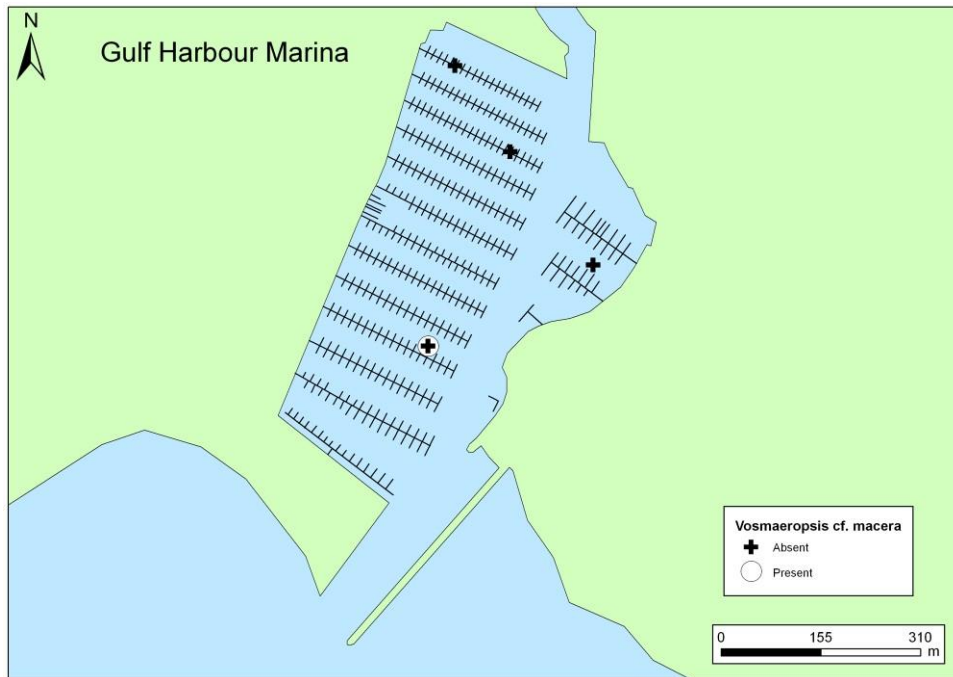 N
Gulf Harbour Marina
Vosmaeropsis cf. macera
Absent
Present
0 155 310
m